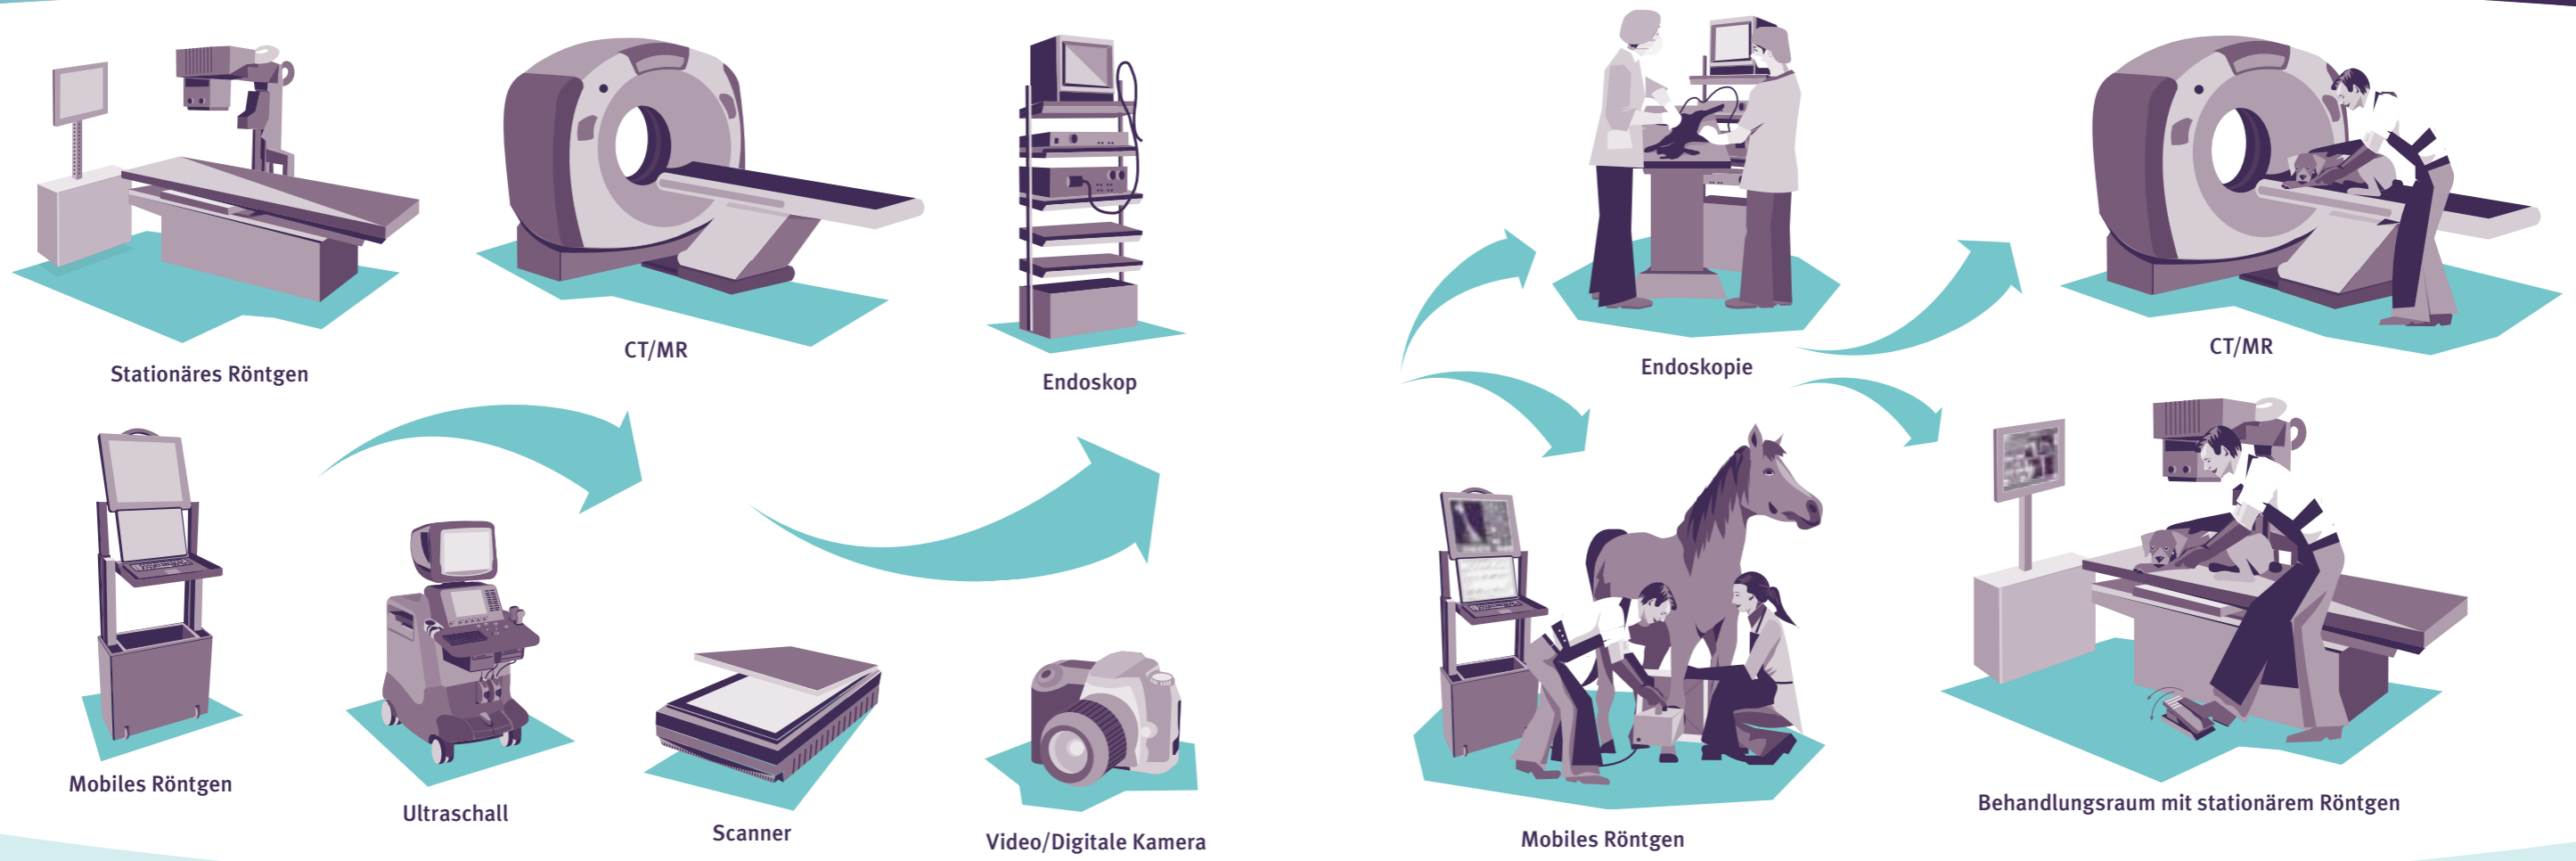 Stationäres Röntgen
CT/MR
Endoskop
Mobiles Röntgen
Ultraschall
Scanner
Video/Digitale Kamera
Endoskopie
CT/MR
Mobiles Röntgen
Behandlungsraum mit stationärem Röntgen